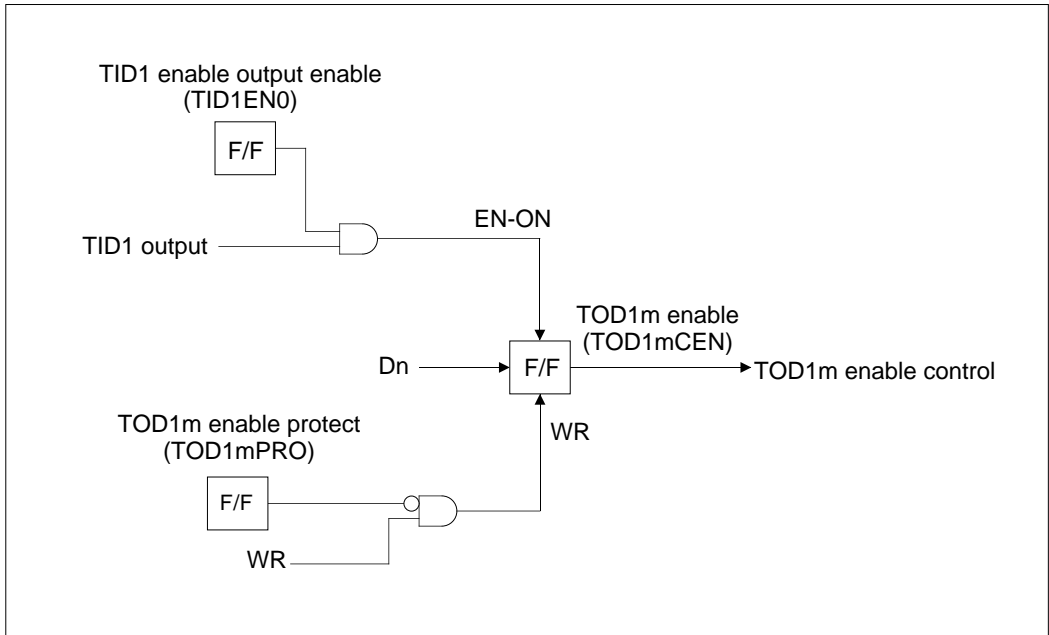 TID1 enable output enable
(TID1EN0)
F/F
TID1 output
EN-ON
TOD1m enable
(TOD1mCEN)
Dn
F/F
TOD1m enable control
TOD1m enable protect
(TOD1mPRO)
WR
F/F
WR